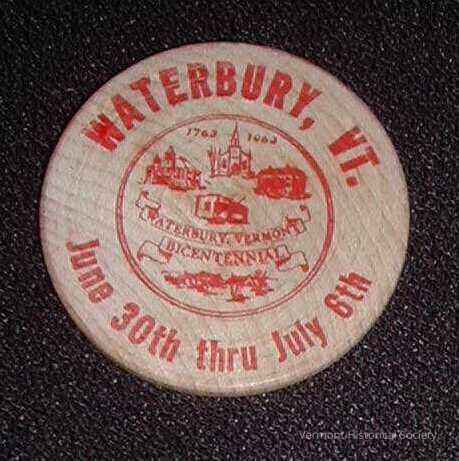 WATERBURY, VT.
1763 1963
WATERBURY, VERMONT
BICENTENNIAL
June 30th thru July 6th
Vermont Historical Society